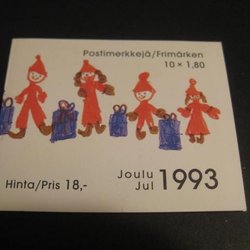 Postimerkkejä/Frimärken
10 × 1,80
Hinta/Pris 18,-
Joulu
Jul 1993